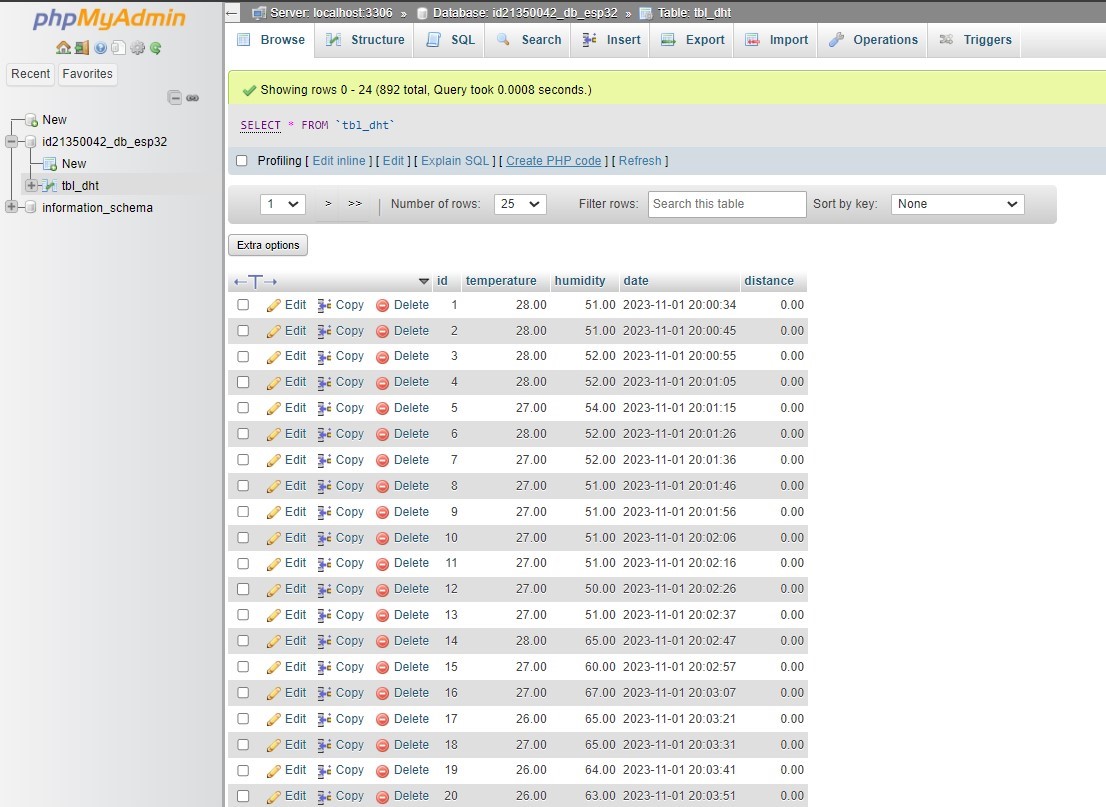 phpMyAdmin
Recent Favorites
New
id21350042_db_esp32
New
tbl_dht
information_schema
Server: localhost:3306 » Database: id21350042_db_esp32 » Table: tbl_dht
Browse Structure SQL Search Insert Export Import Operations Triggers
Showing rows 0 - 24 (892 total, Query took 0.0008 seconds.)
SELECT * FROM `tbl_dht`
Profiling [ Edit inline ] [ Edit ] [ Explain SQL ] [ Create PHP code ] [ Refresh ]
1 > >> | Number of rows: 25 Filter rows: Search this table Sort by key: None
Extra options
←T→ id temperature humidity date distance
Edit Copy Delete 1 28.00 51.00 2023-11-01 20:00:34 0.00
Edit Copy Delete 2 28.00 51.00 2023-11-01 20:00:45 0.00
Edit Copy Delete 3 28.00 52.00 2023-11-01 20:00:55 0.00
Edit Copy Delete 4 28.00 52.00 2023-11-01 20:01:05 0.00
Edit Copy Delete 5 27.00 54.00 2023-11-01 20:01:15 0.00
Edit Copy Delete 6 28.00 52.00 2023-11-01 20:01:26 0.00
Edit Copy Delete 7 27.00 52.00 2023-11-01 20:01:36 0.00
Edit Copy Delete 8 27.00 51.00 2023-11-01 20:01:46 0.00
Edit Copy Delete 9 27.00 51.00 2023-11-01 20:01:56 0.00
Edit Copy Delete 10 27.00 51.00 2023-11-01 20:02:06 0.00
Edit Copy Delete 11 27.00 51.00 2023-11-01 20:02:16 0.00
Edit Copy Delete 12 27.00 50.00 2023-11-01 20:02:26 0.00
Edit Copy Delete 13 27.00 51.00 2023-11-01 20:02:37 0.00
Edit Copy Delete 14 28.00 65.00 2023-11-01 20:02:47 0.00
Edit Copy Delete 15 27.00 60.00 2023-11-01 20:02:57 0.00
Edit Copy Delete 16 27.00 67.00 2023-11-01 20:03:07 0.00
Edit Copy Delete 17 26.00 65.00 2023-11-01 20:03:21 0.00
Edit Copy Delete 18 27.00 65.00 2023-11-01 20:03:31 0.00
Edit Copy Delete 19 26.00 64.00 2023-11-01 20:03:41 0.00
Edit Copy Delete 20 26.00 63.00 2023-11-01 20:03:51 0.00